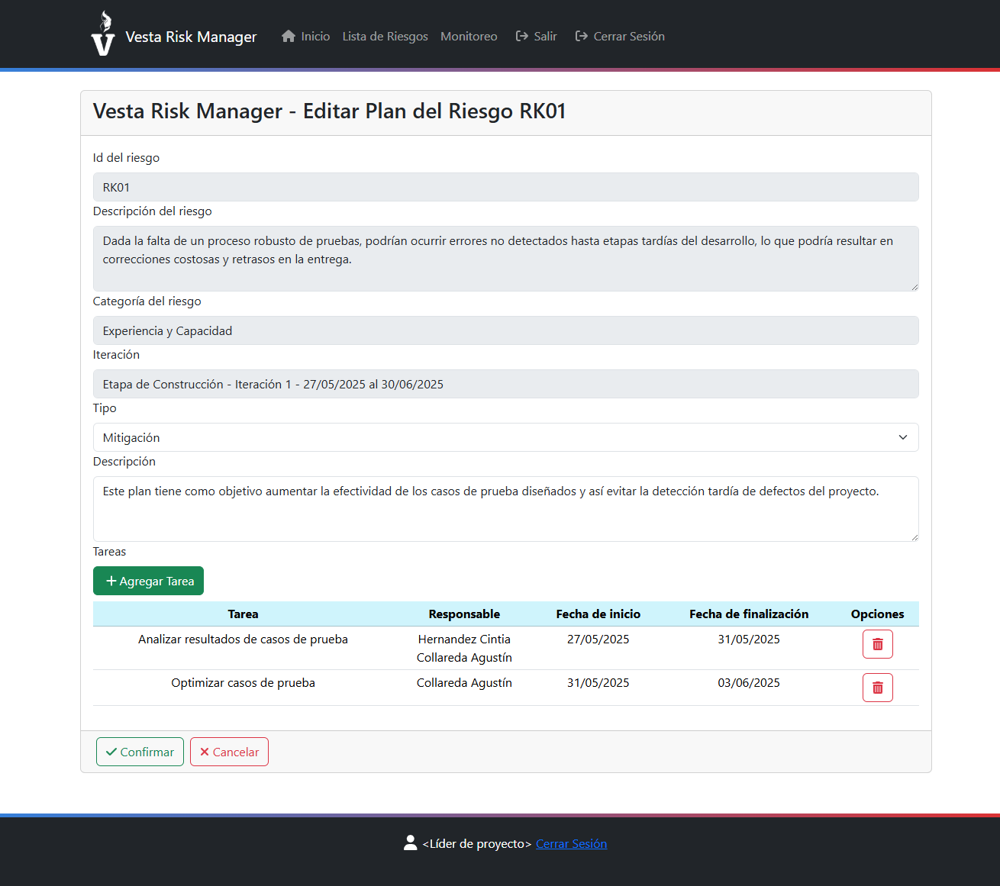 Vesta Risk Manager Inicio Lista de Riesgos Monitoreo Salir Cerrar Sesión
Vesta Risk Manager - Editar Plan del Riesgo RK01
Id del riesgo
RK01
Descripción del riesgo
Dada la falta de un proceso robusto de pruebas, podrían ocurrir errores no detectados hasta etapas tardías del desarrollo, lo que podría resultar en
correcciones costosas y retrasos en la entrega.
Categoría del riesgo
Experiencia y Capacidad
Iteración
Etapa de Construcción - Iteración 1 - 27/05/2025 al 30/06/2025
Tipo
Mitigación
Descripción
Este plan tiene como objetivo aumentar la efectividad de los casos de prueba diseñados y así evitar la detección tardía de defectos del proyecto.
Tareas
Agregar Tarea
Tarea Responsable Fecha de inicio Fecha de finalización Opciones
Analizar resultados de casos de prueba Hernandez Cintia 27/05/2025 31/05/2025
Collareda Agustín
Optimizar casos de prueba Collareda Agustín 31/05/2025 03/06/2025
Confirmar Cancelar
<Líder de proyecto> Cerrar Sesión